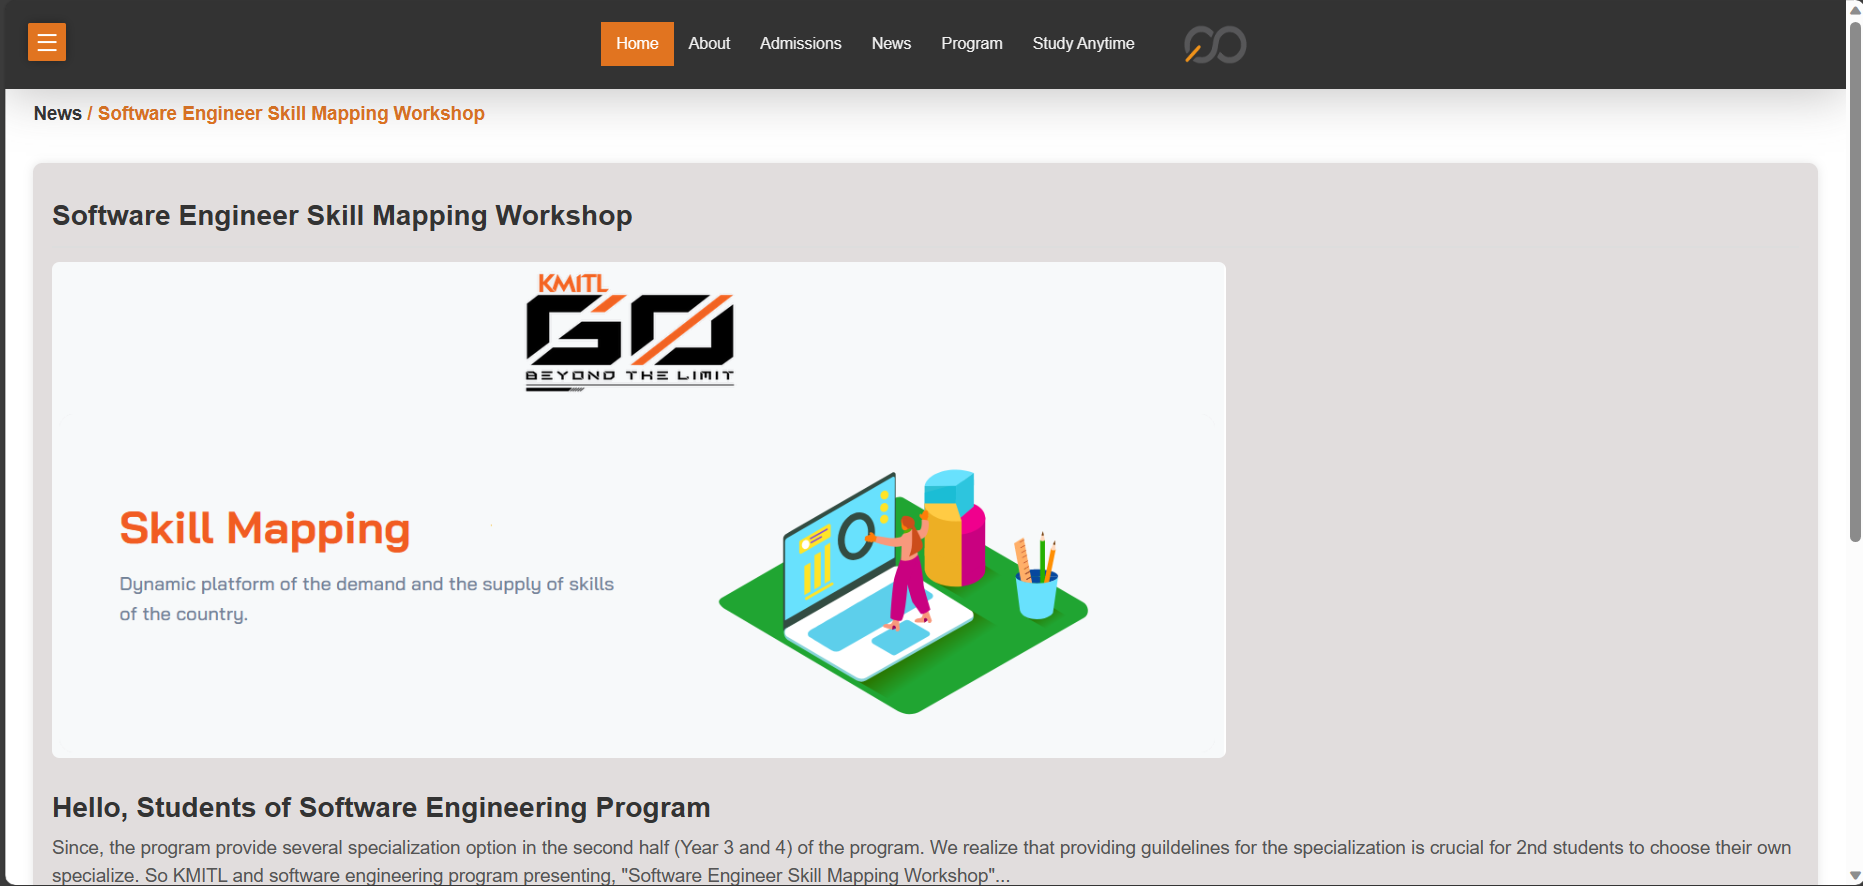 Home About Admissions News Program Study Anytime
News / Software Engineer Skill Mapping Workshop
Software Engineer Skill Mapping Workshop
KMITL
GO
BEYOND THE LIMIT
Skill Mapping
Dynamic platform of the demand and the supply of skills
of the country.
Hello, Students of Software Engineering Program
Since, the program provide several specialization option in the second half (Year 3 and 4) of the program. We realize that providing guildelines for the specialization is crucial for 2nd students to choose their own
specialize. So KMITL and software engineering program presenting, "Software Engineer Skill Mapping Workshop"...